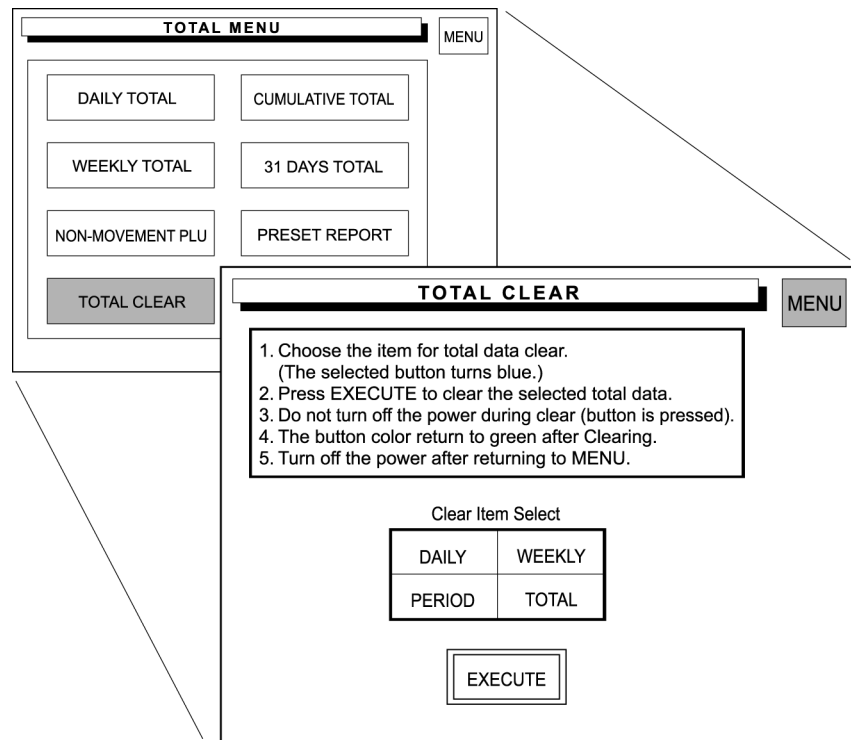 TOTAL MENU
MENU
DAILY TOTAL
CUMULATIVE TOTAL
WEEKLY TOTAL
31 DAYS TOTAL
NON-MOVEMENT PLU
PRESET REPORT
TOTAL CLEAR
TOTAL CLEAR
MENU
1. Choose the item for total data clear.
(The selected button turns blue.)
2. Press EXECUTE to clear the selected total data.
3. Do not turn off the power during clear (button is pressed).
4. The button color return to green after Clearing.
5. Turn off the power after returning to MENU.
Clear Item Select
DAILY
WEEKLY
PERIOD
TOTAL
EXECUTE